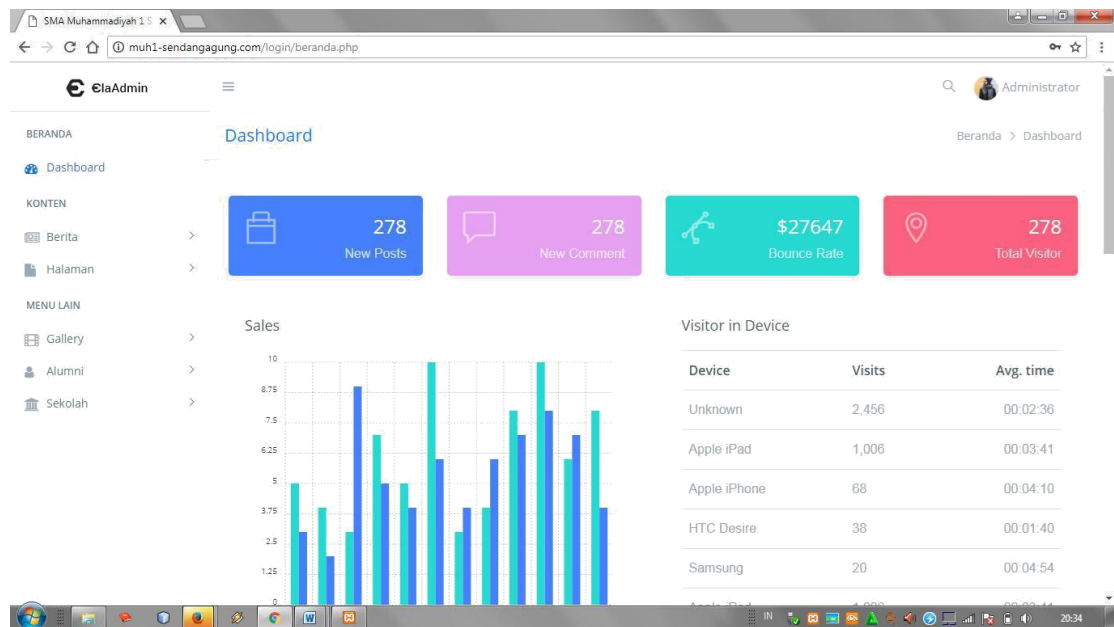 SMA Muhammadiyah 1 S
muh1-sendangagung.com/login/beranda.php
ElaAdmin
Administrator
BERANDA
Dashboard
KONTEN
Berita
Halaman
MENU LAIN
Gallery
Alumni
Sekolah
Dashboard
Beranda > Dashboard
278
New Posts
278
New Comment
$27647
Bounce Rate
278
Total Visitor
Sales
10
8.75
7.5
6.25
5
3.75
2.5
1.25
0
Visitor in Device
Device Visits Avg. time
Unknown 2,456 00:02:36
Apple iPad 1,006 00:03:41
Apple iPhone 68 00:04:10
HTC Desire 38 00:01:40
Samsung 20 00:04:54
IN
20:34